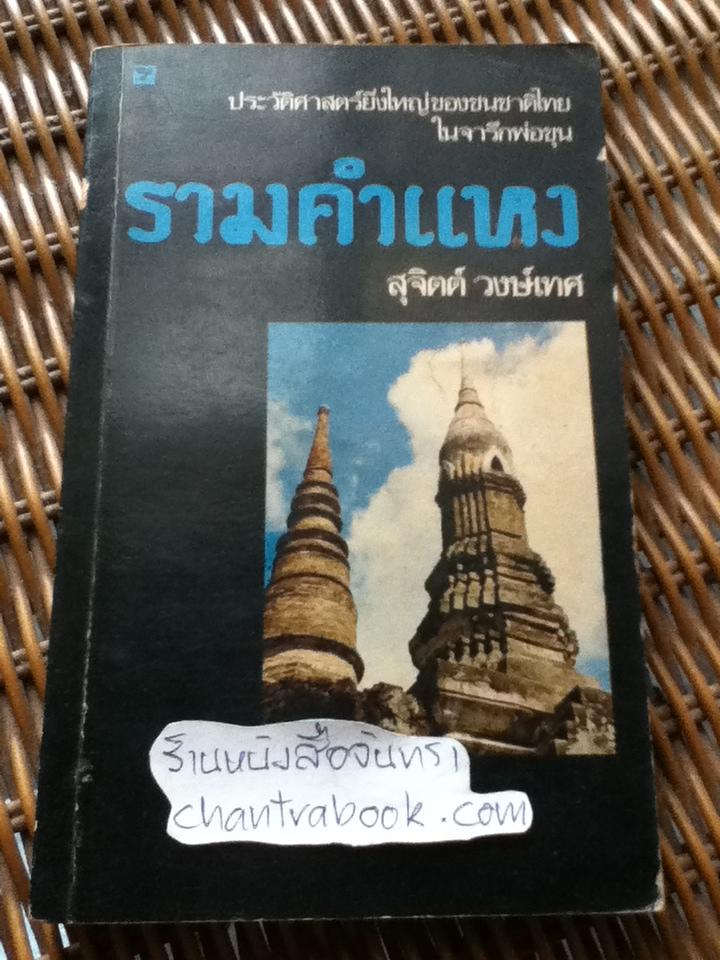 ประวัติศาสตร์ยิ่งใหญ่ของชนชาติไทย
ในจารึกพ่อขุน
รามคำแหง
สุจิตต์ วงษ์เทศ
ร้านหนังสือจันทรา
chantrabook.com